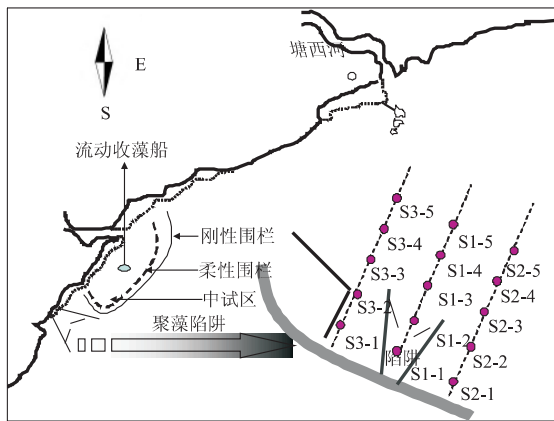 塘西河
E
S
流动收藻船
刚性围栏
柔性围栏
中试区
聚藻陷阱
S3-5
S3-4
S3-3
S3-2
S3-1
S1-5
S1-4
S1-3
S1-2
陷阱
S1-1
S2-5
S2-4
S2-3
S2-2
S2-1